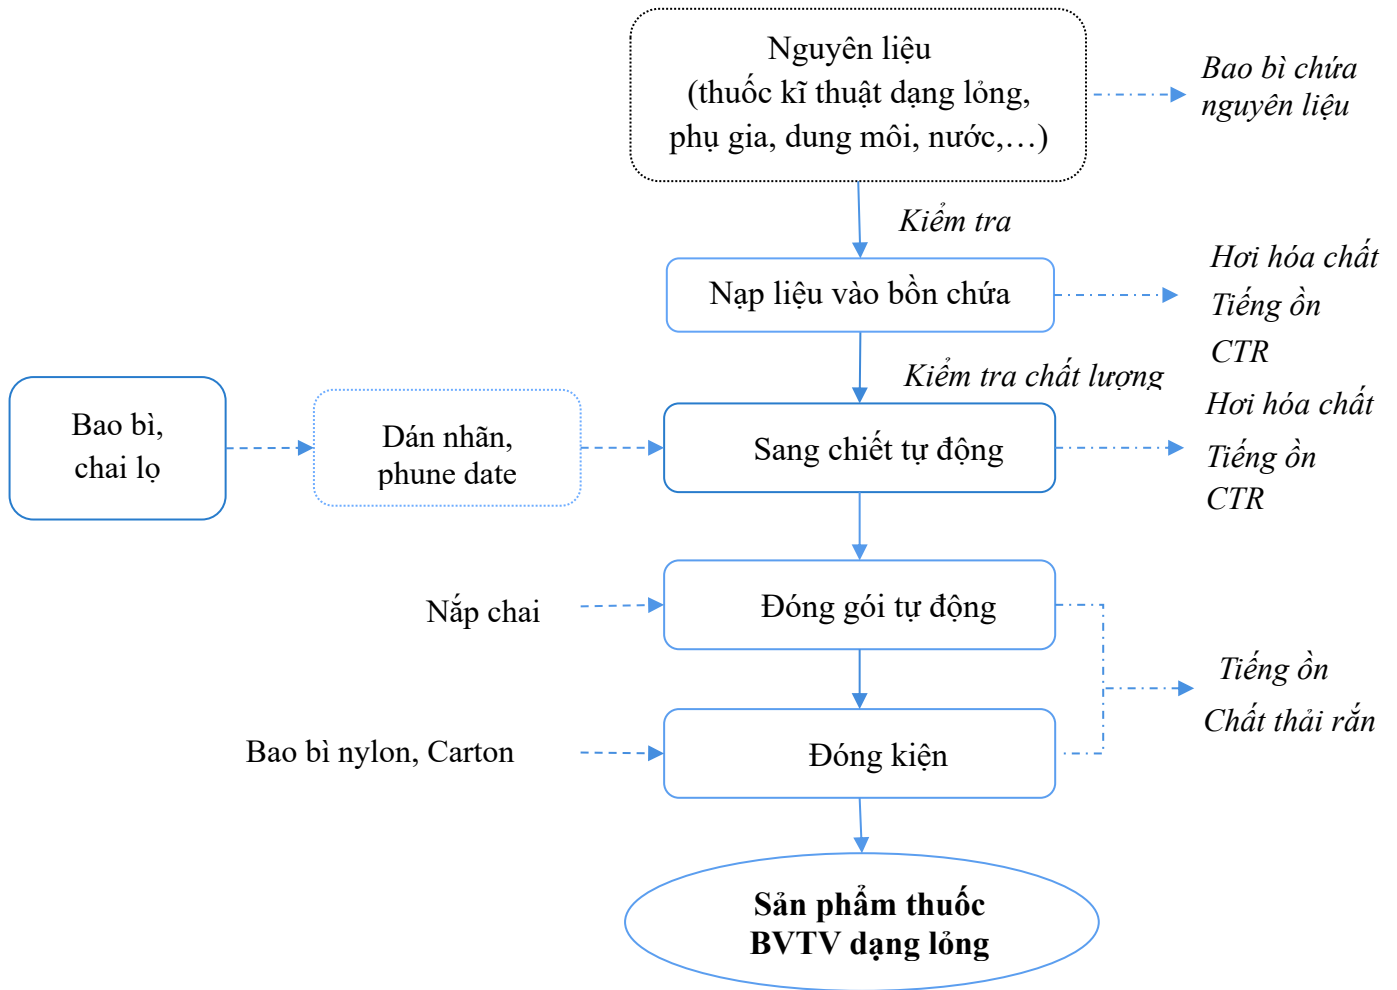 Nguyên liệu
(thuốc kĩ thuật dạng lỏng,
phụ gia, dung môi, nước,…)
Bao bì chứa
nguyên liệu
Kiểm tra
Nạp liệu vào bồn chứa
Hơi hóa chất
Tiếng ồn
CTR
Kiểm tra chất lượng
Bao bì,
chai lọ
Dán nhãn,
phune date
Sang chiết tự động
Hơi hóa chất
Tiếng ồn
CTR
Nắp chai
Đóng gói tự động
Tiếng ồn
Chất thải rắn
Bao bì nylon, Carton
Đóng kiện
Sản phẩm thuốc
BVTV dạng lỏng